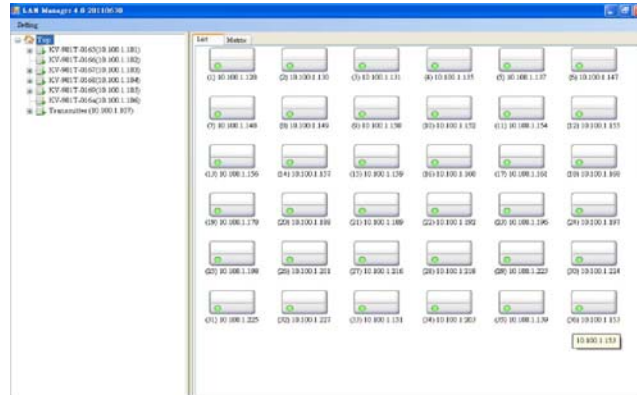 LAN Manager 4.0 20110630
Setting
Top
KV-981T-0165(10.100.1.181)
KV-981T-0166(10.100.1.182)
KV-981T-0167(10.100.1.183)
KV-981T-0168(10.100.1.184)
KV-981T-0169(10.100.1.185)
KV-981T-016a(10.100.1.186)
Transmitter (10.100.1.107)
List Matrix
(1) 10.100.1.129 (2) 10.100.1.130 (3) 10.100.1.131 (4) 10.100.1.135 (5) 10.100.1.137 (6) 10.100.1.147
(7) 10.100.1.148 (8) 10.100.1.149 (9) 10.100.1.150 (10) 10.100.1.152 (11) 10.100.1.154 (12) 10.100.1.155
(13) 10.100.1.156 (14) 10.100.1.157 (15) 10.100.1.159 (16) 10.100.1.160 (17) 10.100.1.161 (18)
(19) 10.100.1.179 (20) (21) 10.100.1.189 (22) 10.100.1.192 (23) 10.100.1.196 (24) 10.100.1.197
(25) 10.100.1.198 (26) 10.100.1.201 (27) 10.100.1.216 (28) 10.100.1.218 (29) 10.100.1.223 (30) 10.100.1.224
(31) 10.100.1.225 (32) 10.100.1.227 (33) 10.100.1.151 (34) 10.100.1.203 (35) 10.100.1.139 (36) 10.100.1.153
10.100.1.153